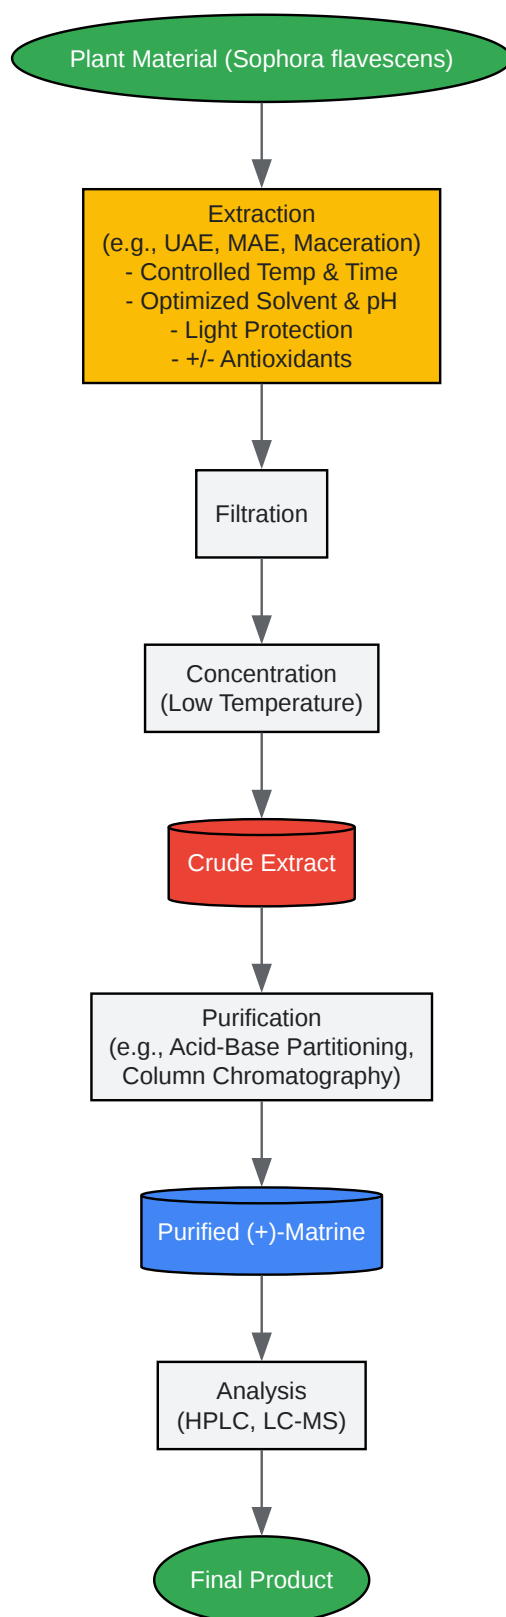 Plant Material (Sophora flavescens)
Extraction
(e.g., UAE, MAE, Maceration)
- Controlled Temp & Time
- Optimized Solvent & pH
- Light Protection
- +/- Antioxidants
Filtration
Concentration
(Low Temperature)
Crude Extract
Purification
(e.g., Acid-Base Partitioning,
Column Chromatography)
Purified (+)-Matrine
Analysis
(HPLC, LC-MS)
Final Product